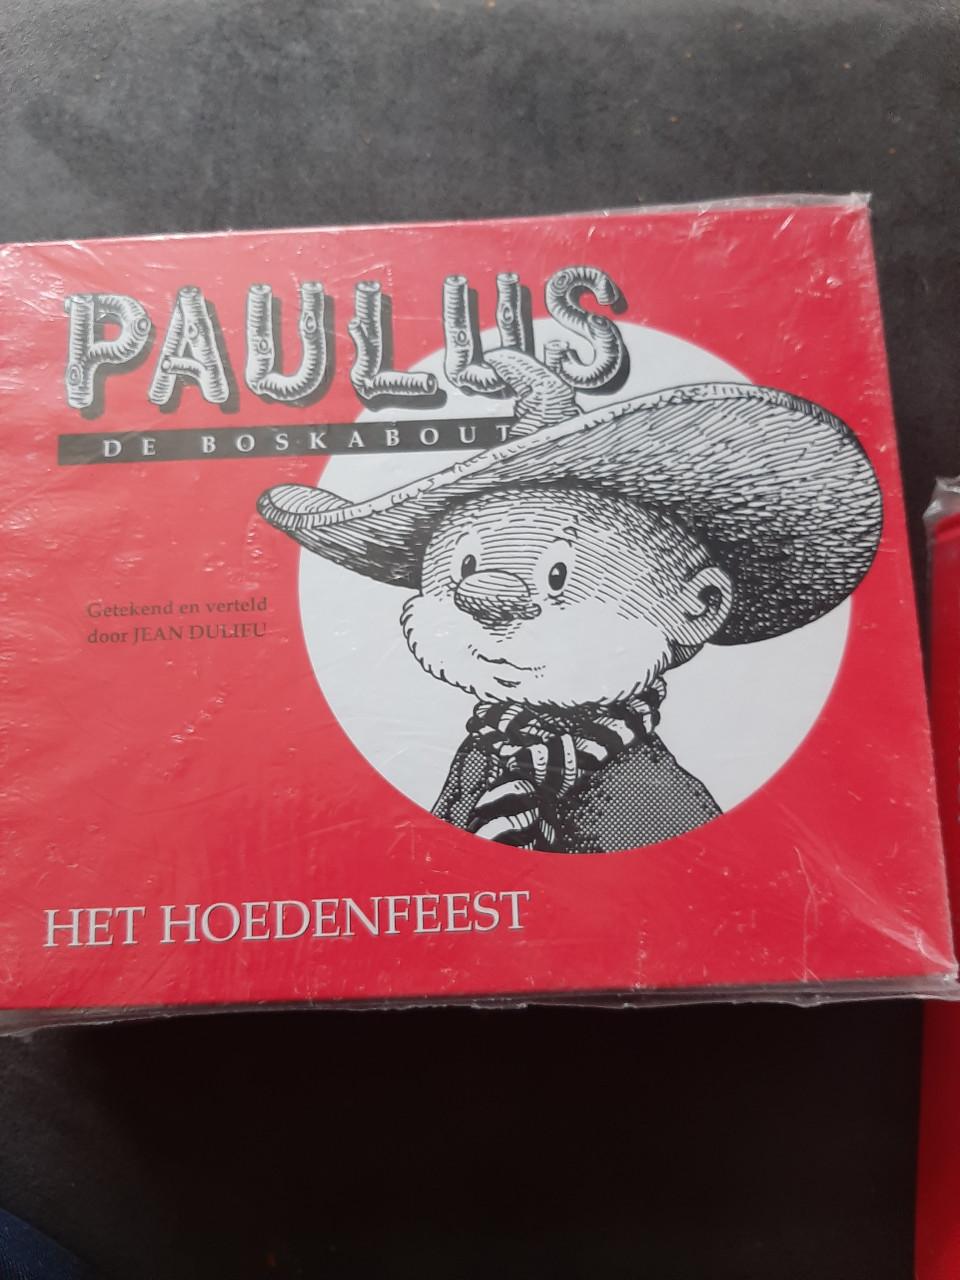 PAULUS
DE BOSKABOUT
Getekend en verteld
door JEAN DULIEU
HET HOEDENFEEST